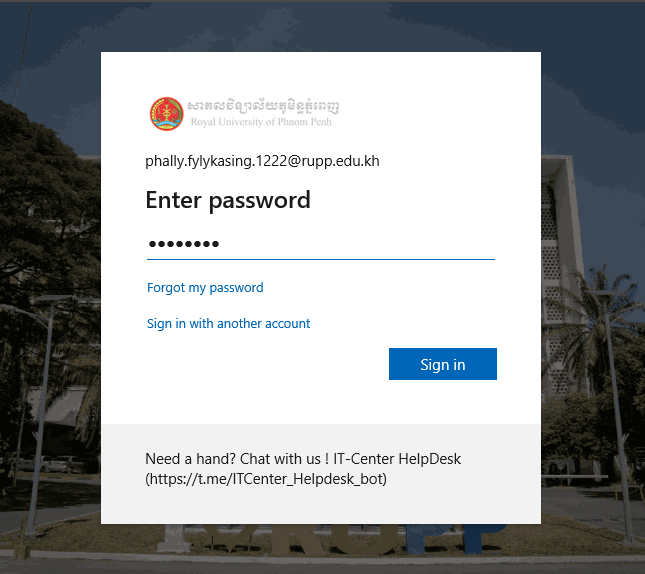 សាកលវិទ្យាល័យភូមិន្ទភ្នំពេញ
Royal University of Phnom Penh
phally.fylykasing.1222@rupp.edu.kh
Enter password
••••••••
Forgot my password
Sign in with another account
Sign in
Need a hand? Chat with us ! IT-Center HelpDesk
(https://t.me/ITCenter_Helpdesk_bot)
RUPP